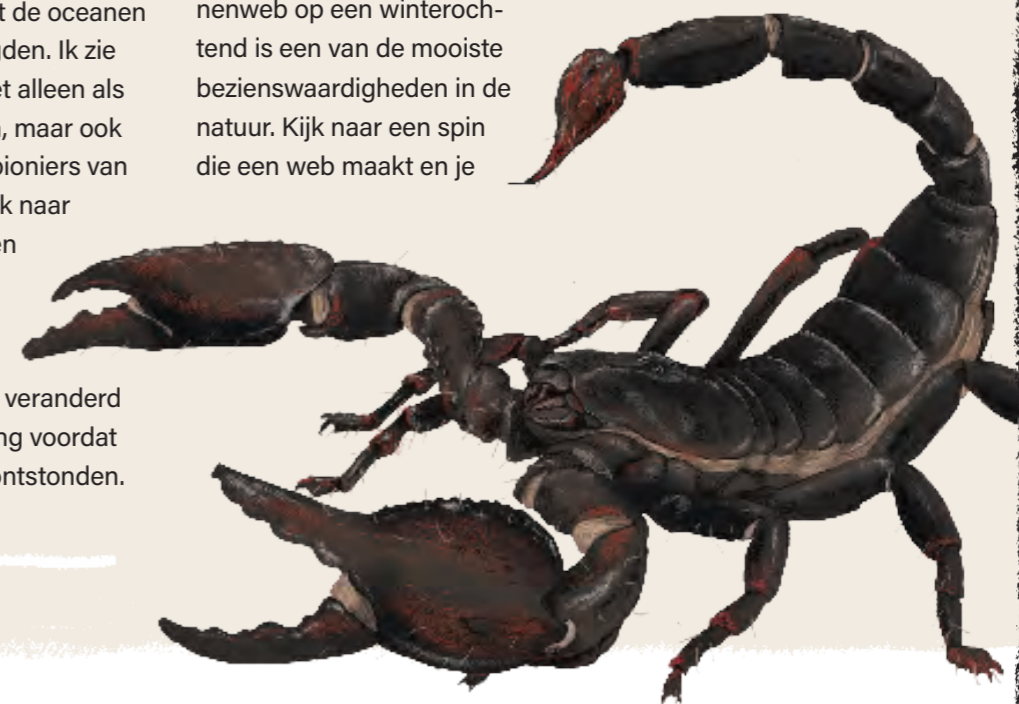 t de oceanen
den. Ik zie
et alleen als
, maar ook
pioniers van
k naar
en
veranderd
ng voordat
ontstonden.
nenweb op een winteroch-
tend is een van de mooiste
bezienswaardigheden in de
natuur. Kijk naar een spin
die een web maakt en je